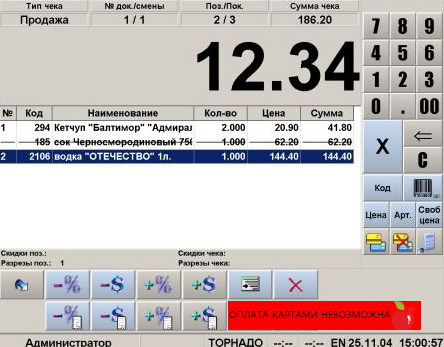 Тип чека № док./смены Поз./Пок. Сумма чека
Продажа 1 / 1 2 / 3 186.20
12.34
7 8 9
4 5 6
1 2 3
0 . 00
X ⇐
C
Код
Цена Арт. Своб цена
№ Код Наименование Кол-во Цена Сумма
1 294 Кетчуп "Балтимор" "Адмирал 2.000 20.90 41.80
185 сок Черносмородиновый 750 1.000 62.20 62.20
2 2106 водка "ОТЕЧЕСТВО" 1л. 1.000 144.40 144.40
Скидки поз.: Скидки чека:
Разрезы поз.: 1 Разрезы чека:
-% -$ +% +$
-% -$ +% ОПЛАТА КАРТАМИ НЕВОЗМОЖНА
Администратор ТОРНАДО --:-- --:-- EN 25.11.04 15:00:57